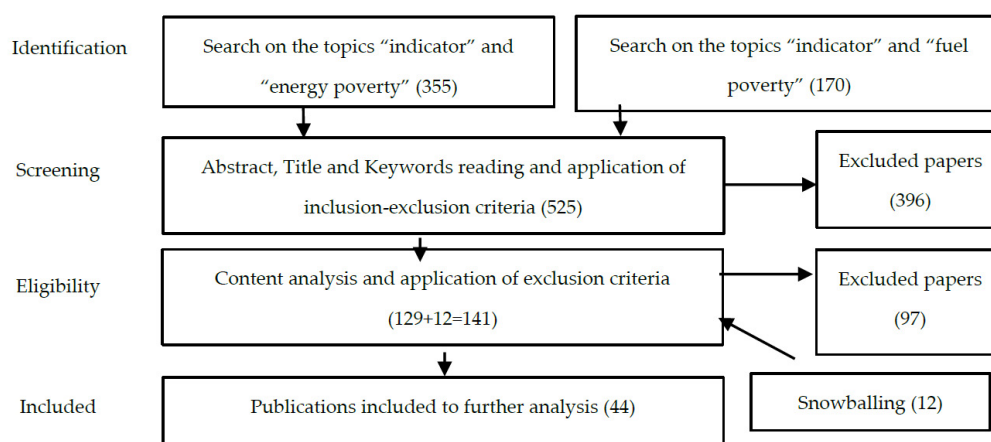 Identification
Search on the topics “indicator” and
“energy poverty” (355)
Search on the topics “indicator” and “fuel
poverty” (170)
Screening
Abstract, Title and Keywords reading and application of
inclusion-exclusion criteria (525)
Excluded papers
(396)
Eligibility
Content analysis and application of exclusion criteria
(129+12=141)
Excluded papers
(97)
Included
Publications included to further analysis (44)
Snowballing (12)